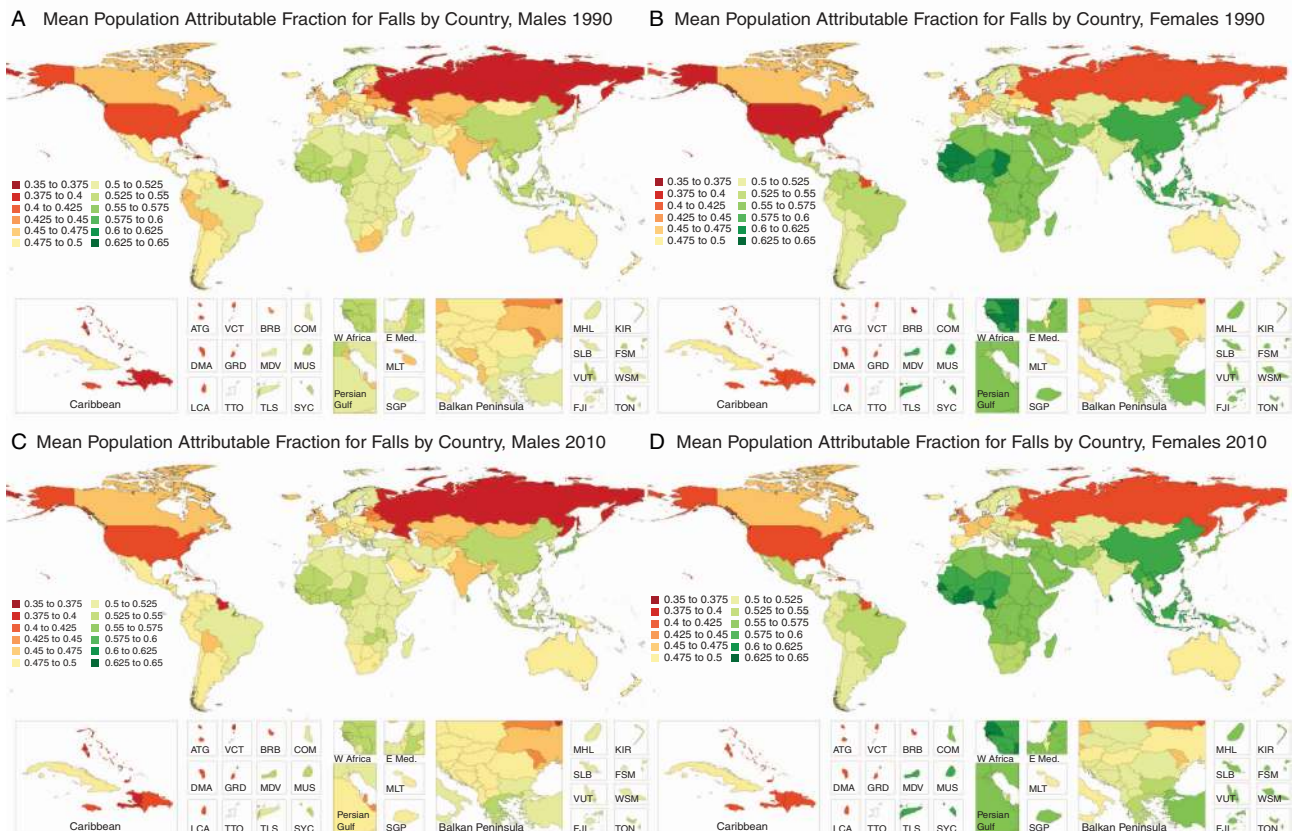 A Mean Population Attributable Fraction for Falls by Country, Males 1990
0.35 to 0.375 0.5 to 0.525
0.375 to 0.4 0.525 to 0.55
0.4 to 0.425 0.55 to 0.575
0.425 to 0.45 0.575 to 0.6
0.45 to 0.475 0.6 to 0.625
0.475 to 0.5 0.625 to 0.65
Caribbean
ATG VCT BRB COM
DMA GRD MDV MUS
LCA TTO TLS SYC
W Africa E Med.
Persian
Gulf
MLT
SGP
Balkan Peninsula
MHL KIR
SLB FSM
VUT WSM
FJI TON
B Mean Population Attributable Fraction for Falls by Country, Females 1990
0.35 to 0.375 0.5 to 0.525
0.375 to 0.4 0.525 to 0.55
0.4 to 0.425 0.55 to 0.575
0.425 to 0.45 0.575 to 0.6
0.45 to 0.475 0.6 to 0.625
0.475 to 0.5 0.625 to 0.65
Caribbean
ATG VCT BRB COM
DMA GRD MDV MUS
LCA TTO TLS SYC
W Africa E Med.
Persian
Gulf
MLT
SGP
Balkan Peninsula
MHL KIR
SLB FSM
VUT WSM
FJI TON
C Mean Population Attributable Fraction for Falls by Country, Males 2010
0.35 to 0.375 0.5 to 0.525
0.375 to 0.4 0.525 to 0.55
0.4 to 0.425 0.55 to 0.575
0.425 to 0.45 0.575 to 0.6
0.45 to 0.475 0.6 to 0.625
0.475 to 0.5 0.625 to 0.65
Caribbean
ATG VCT BRB COM
DMA GRD MDV MUS
LCA TTO TLS SYC
W Africa E Med.
Persian
Gulf
MLT
SGP
Balkan Peninsula
MHL KIR
SLB FSM
VUT WSM
FJI TON
D Mean Population Attributable Fraction for Falls by Country, Females 2010
0.35 to 0.375 0.5 to 0.525
0.375 to 0.4 0.525 to 0.55
0.4 to 0.425 0.55 to 0.575
0.425 to 0.45 0.575 to 0.6
0.45 to 0.475 0.6 to 0.625
0.475 to 0.5 0.625 to 0.65
Caribbean
ATG VCT BRB COM
DMA GRD MDV MUS
LCA TTO TLS SYC
W Africa E Med.
Persian
Gulf
MLT
SGP
Balkan Peninsula
MHL KIR
SLB FSM
VUT WSM
FJI TON